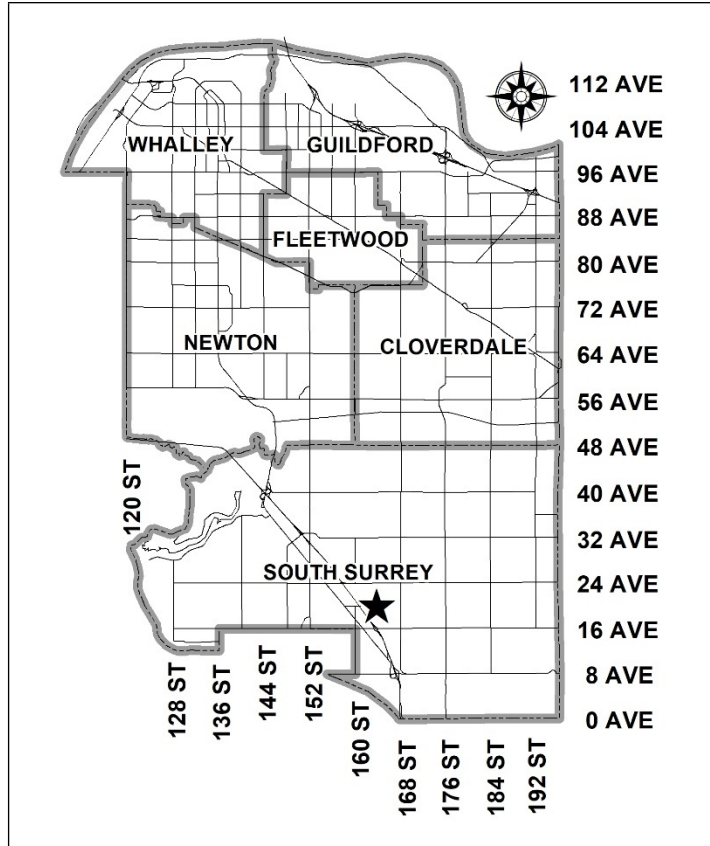 112 AVE
104 AVE
WHALLEY
GUILDFORD
96 AVE
88 AVE
FLEETWOOD
80 AVE
72 AVE
NEWTON
CLOVERDALE
64 AVE
56 AVE
48 AVE
120 ST
40 AVE
32 AVE
SOUTH SURREY
24 AVE
16 AVE
8 AVE
0 AVE
128 ST
136 ST
144 ST
152 ST
160 ST
168 ST
176 ST
184 ST
192 ST